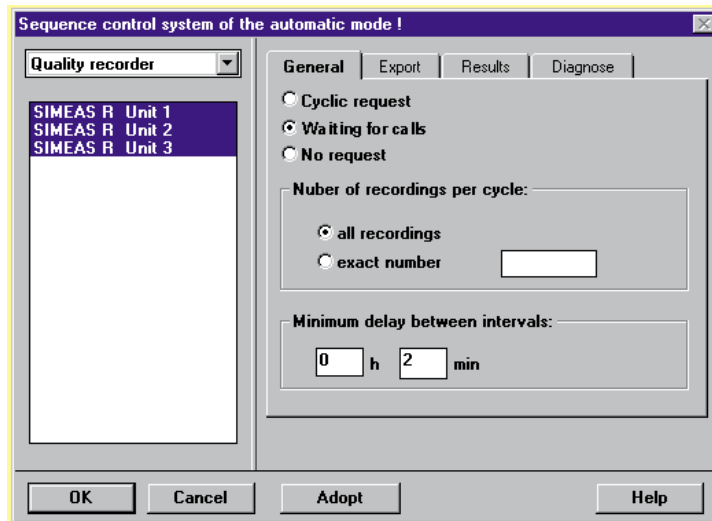 Sequence control system of the automatic mode !
Quality recorder
SIMEAS R Unit 1
SIMEAS R Unit 2
SIMEAS R Unit 3
General Export Results Diagnose
Cyclic request
Waiting for calls
No request
Nuber of recordings per cycle:
all recordings
exact number
Minimum delay between intervals:
0 h 2 min
OK Cancel Adopt Help